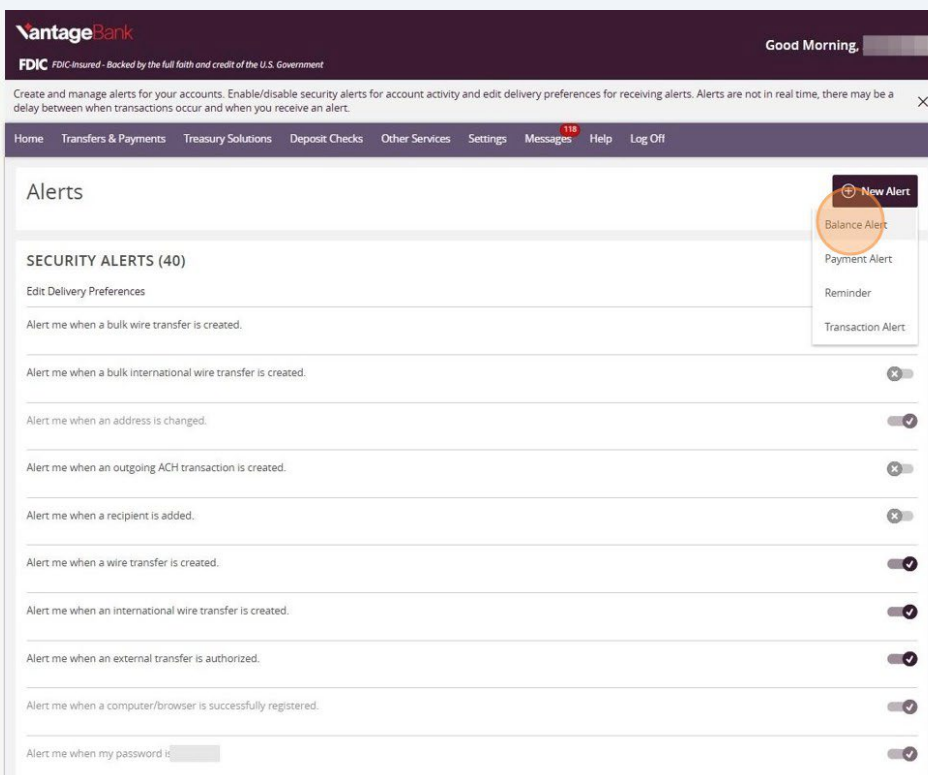 VantageBank
Good Morning,
FDIC FDIC-Insured - Backed by the full faith and credit of the U.S. Government
Create and manage alerts for your accounts. Enable/disable security alerts for account activity and edit delivery preferences for receiving alerts. Alerts are not in real time, there may be a
delay between when transactions occur and when you receive an alert.
Home Transfers & Payments Treasury Solutions Deposit Checks Other Services Settings Messages 118 Help Log Off
Alerts
New Alert
Balance Alert
Payment Alert
Reminder
Transaction Alert
SECURITY ALERTS (40)
Edit Delivery Preferences
Alert me when a bulk wire transfer is created.
Alert me when a bulk international wire transfer is created.
Alert me when an address is changed.
Alert me when an outgoing ACH transaction is created.
Alert me when a recipient is added.
Alert me when a wire transfer is created.
Alert me when an international wire transfer is created.
Alert me when an external transfer is authorized.
Alert me when a computer/browser is successfully registered.
Alert me when my password is